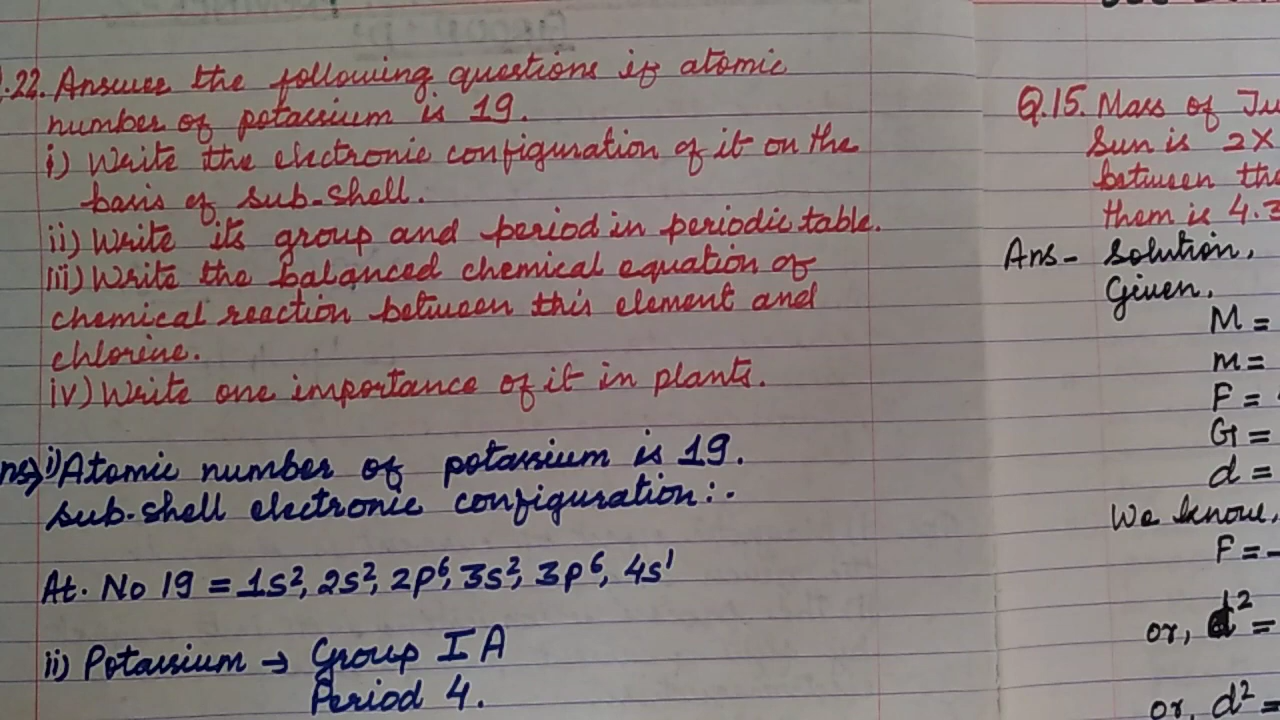 .22. Answer the following questions if atomic
number of potassium is 19.
i) Write the electronic configuration of it on the
basis of sub-shell.
ii) Write its group and period in periodic table.
iii) Write the balanced chemical equation of
chemical reaction between this element and
chlorine.
iv) Write one importance of it in plants.
ns→ i) Atomic number of potassium is 19.
sub-shell electronic configuration:-
At. No 19 = 1s², 2s², 2p⁶, 3s², 3p⁶, 4s¹
ii) Potassium → Group I A
Period 4.
Q.15. Mass of Ju
Sun is 2X
between the
them is 4.3
Ans- Solution,
Given,
M =
m =
F =
G =
d =
We know,
F = -
or, d² =
or, d² =